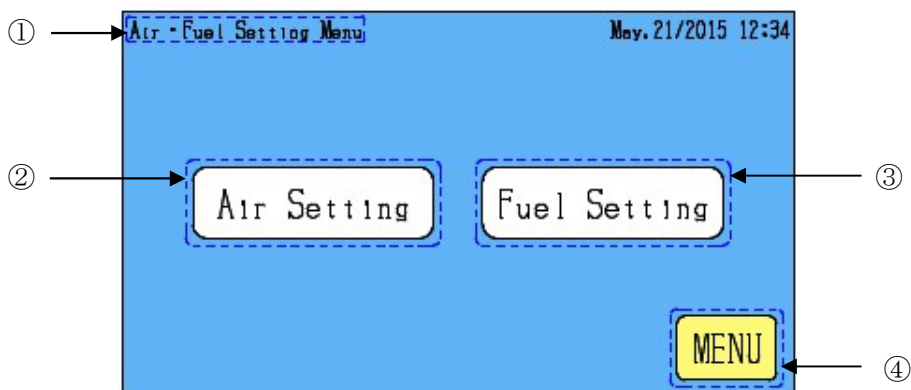 ① Air - Fuel Setting Menu May.21/2015 12:34
② Air Setting Fuel Setting ③
MENU ④